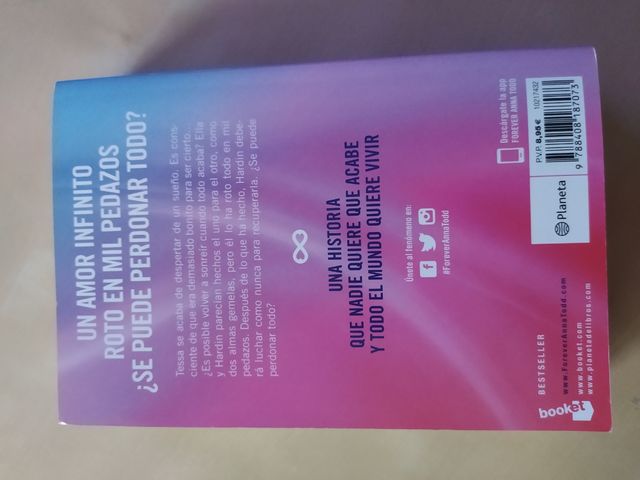 UN AMOR INFINITO
ROTO EN MIL PEDAZOS
¿SE PUEDE PERDONAR TODO?
Tessa se acaba de despertar de un sueño. Es cons-
ciente de que era demasiado bonito para ser cierto...
¿Es posible volver a sonreír cuando todo acaba? Ella
y Hardin parecían hechos el uno para el otro, como
dos almas gemelas, pero él lo ha roto todo en mil
pedazos. Después de lo que ha hecho, Hardin debe-
rá luchar como nunca para recuperarla. ¿Se puede
perdonar todo?
UNA HISTORIA
QUE NADIE QUIERE QUE ACABE
Y TODO EL MUNDO QUIERE VIVIR
Únete al fenómeno en:
#ForeverAnnaTodd
Descárgate la app
FOREVER ANNA TODD
P.V.P. 8,95 € 10217432
9 788408 187073
Planeta
BESTSELLER
www.ForeverAnnaTodd.com
www.booket.com
www.planetadelibros.com
booket